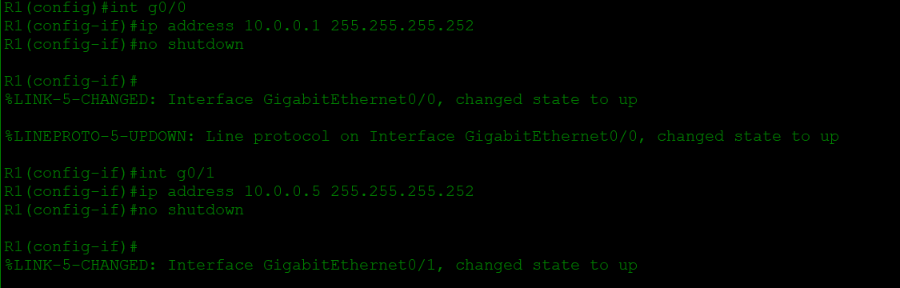 R1(config)#int g0/0
R1(config-if)#ip address 10.0.0.1 255.255.255.252
R1(config-if)#no shutdown
R1(config-if)#
%LINK-5-CHANGED: Interface GigabitEthernet0/0, changed state to up
%LINEPROTO-5-UPDOWN: Line protocol on Interface GigabitEthernet0/0, changed state to up
R1(config-if)#int g0/1
R1(config-if)#ip address 10.0.0.5 255.255.255.252
R1(config-if)#no shutdown
R1(config-if)#
%LINK-5-CHANGED: Interface GigabitEthernet0/1, changed state to up